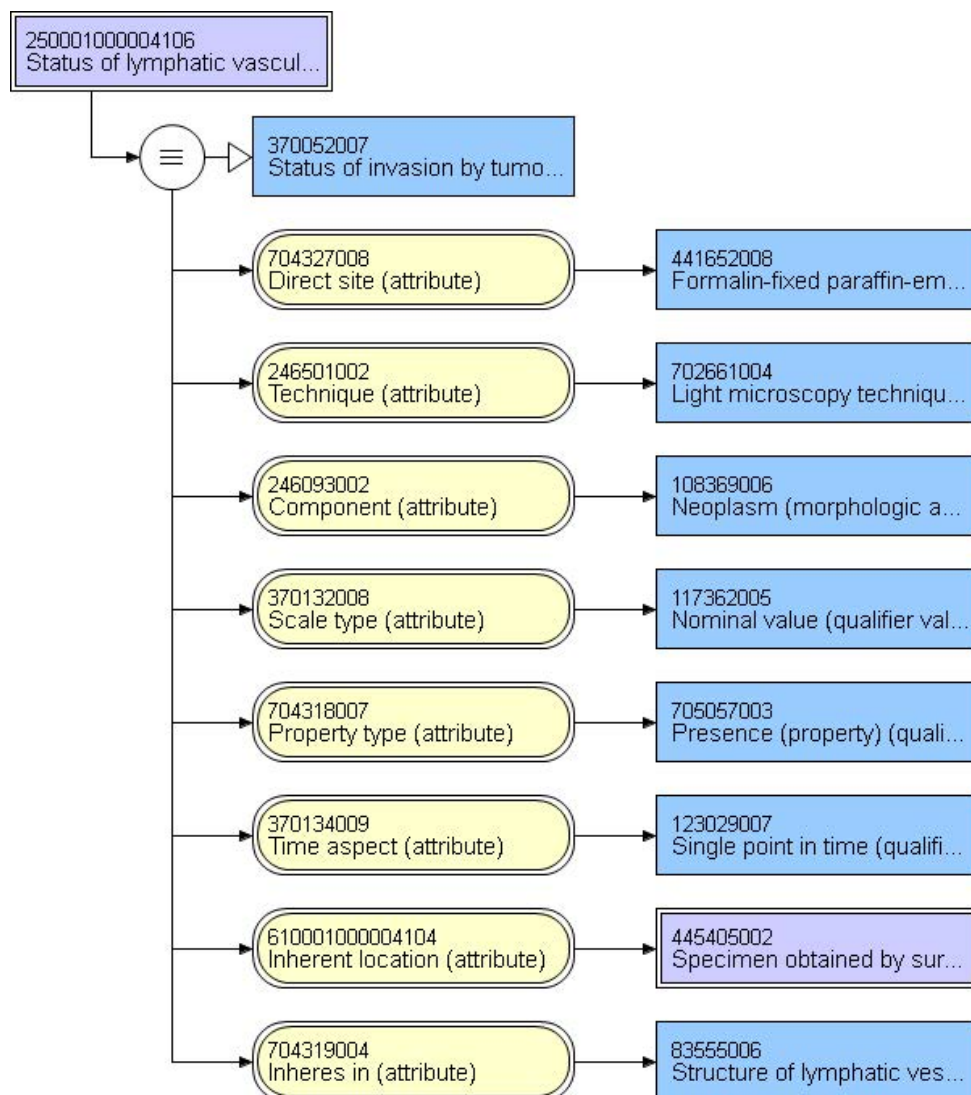 250001000004106
Status of lymphatic vascul...
370052007
Status of invasion by tumo...
704327008
Direct site (attribute)
441652008
Formalin-fixed paraffin-em...
246501002
Technique (attribute)
702661004
Light microscopy techniqu...
246093002
Component (attribute)
108369006
Neoplasm (morphologic a...
370132008
Scale type (attribute)
117362005
Nominal value (qualifier val...
704318007
Property type (attribute)
705057003
Presence (property) (quali...
370134009
Time aspect (attribute)
123029007
Single point in time (qualifi...
610001000004104
Inherent location (attribute)
445405002
Specimen obtained by sur...
704319004
Inheres in (attribute)
83555006
Structure of lymphatic ves...